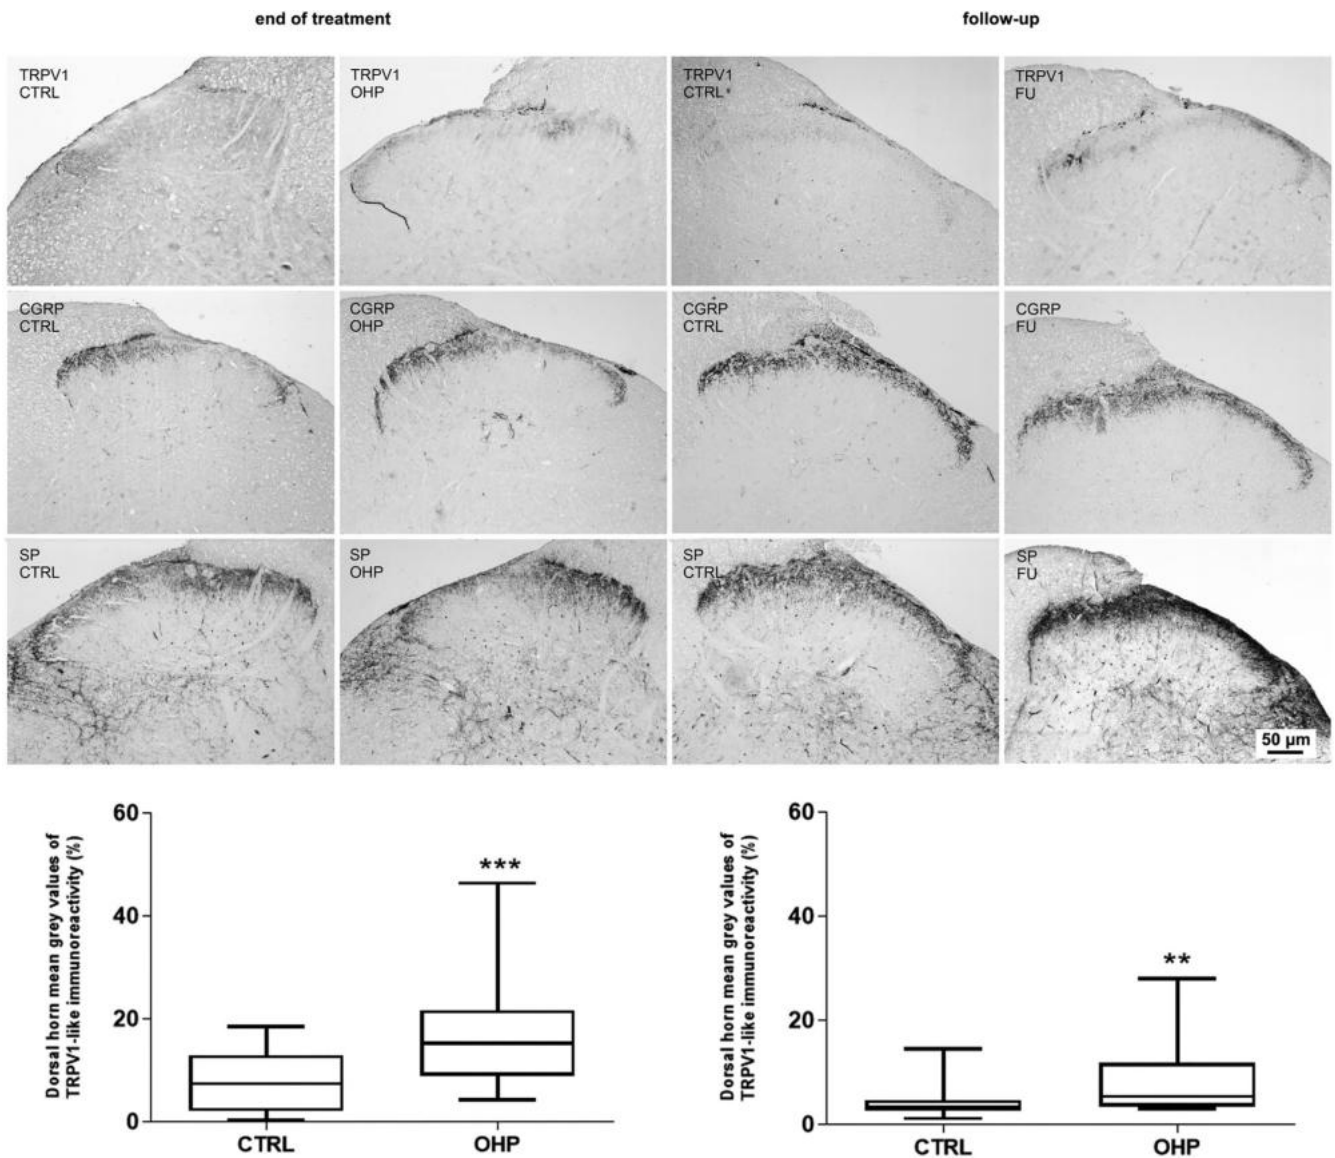 end of treatment
follow-up
TRPV1
CTRL
TRPV1
OHP
TRPV1
CTRL
TRPV1
FU
CGRP
CTRL
CGRP
OHP
CGRP
CTRL
CGRP
FU
SP
CTRL
SP
OHP
SP
CTRL
SP
FU
50 µm
Dorsal horn mean grey values of
TRPV1-like immunoreactivity (%)
60
40
20
0
***
CTRL
OHP
Dorsal horn mean grey values of
TRPV1-like immunoreactivity (%)
60
40
20
0
**
CTRL
OHP